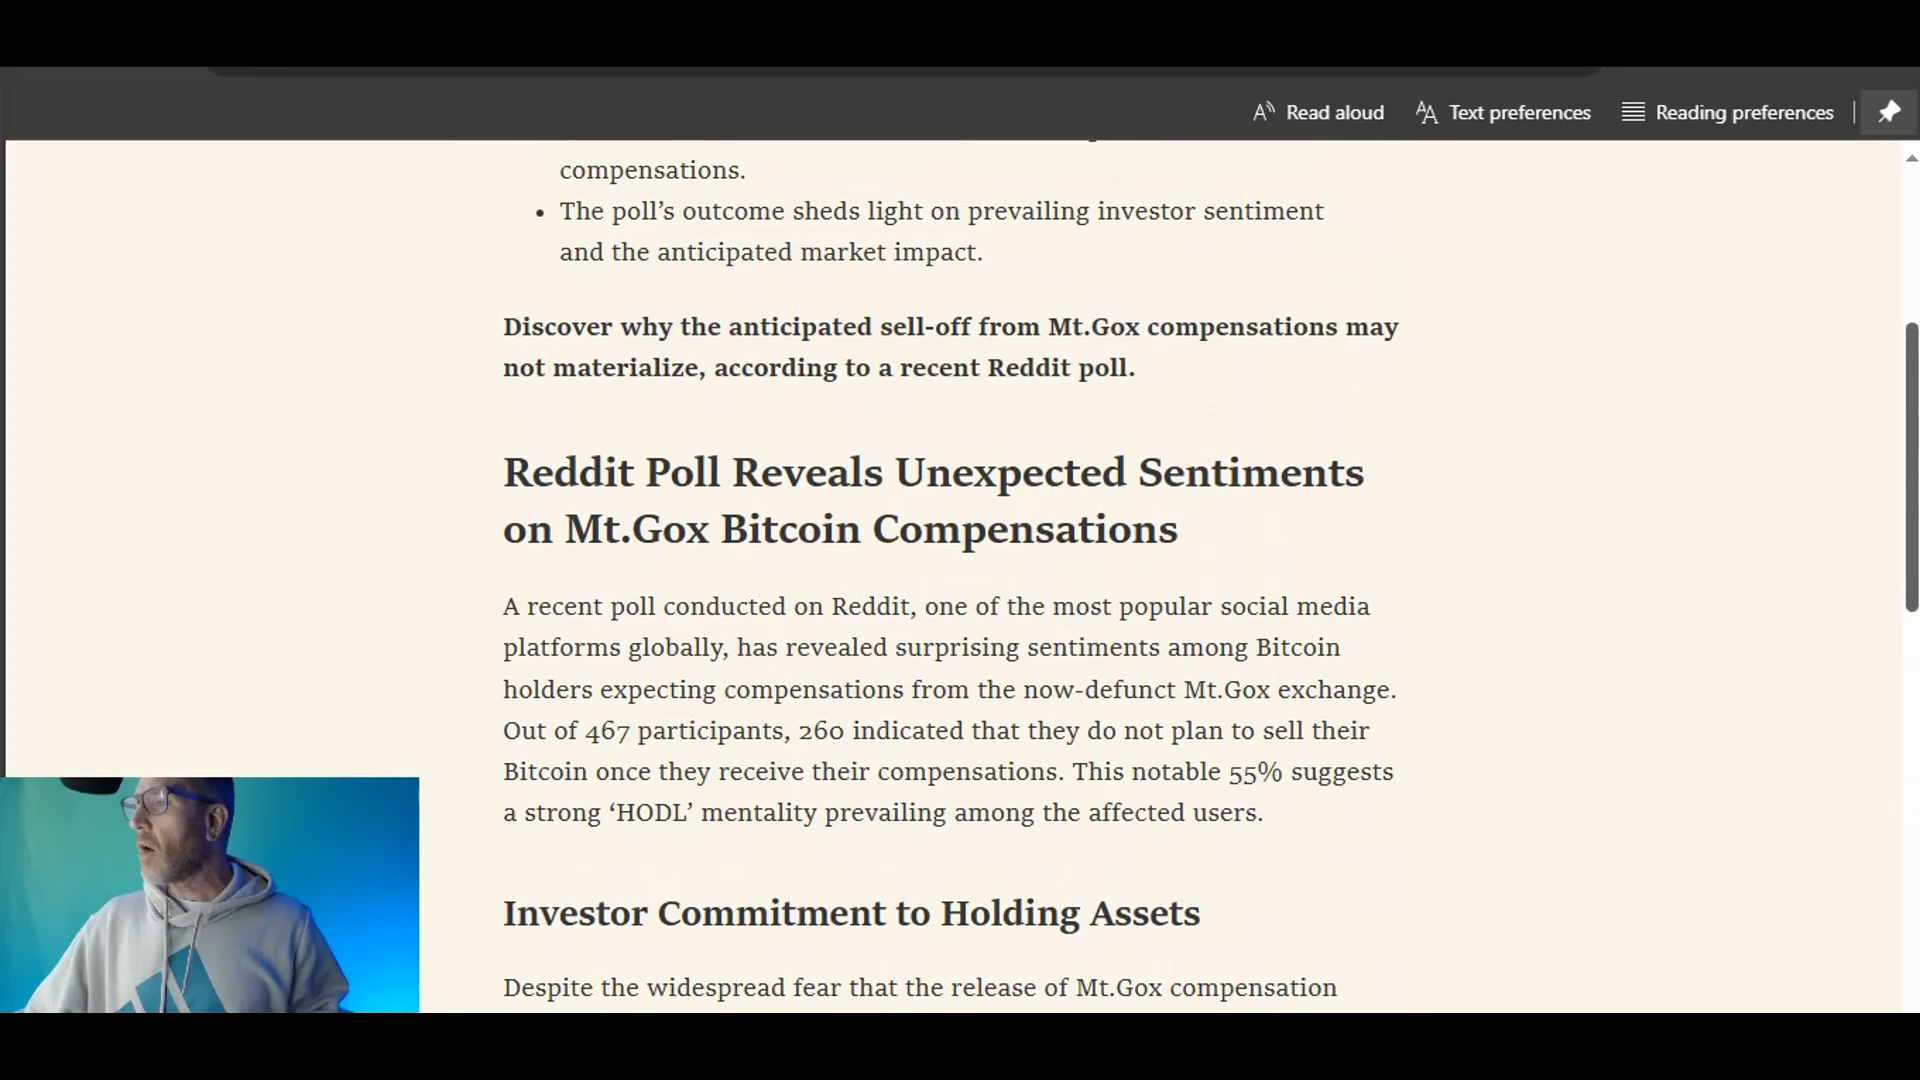 Read aloud
Text preferences
Reading preferences
compensations.
• The poll’s outcome sheds light on prevailing investor sentiment
and the anticipated market impact.
Discover why the anticipated sell-off from Mt.Gox compensations may
not materialize, according to a recent Reddit poll.
Reddit Poll Reveals Unexpected Sentiments
on Mt.Gox Bitcoin Compensations
A recent poll conducted on Reddit, one of the most popular social media
platforms globally, has revealed surprising sentiments among Bitcoin
holders expecting compensations from the now-defunct Mt.Gox exchange.
Out of 467 participants, 260 indicated that they do not plan to sell their
Bitcoin once they receive their compensations. This notable 55% suggests
a strong ‘HODL’ mentality prevailing among the affected users.
Investor Commitment to Holding Assets
Despite the widespread fear that the release of Mt.Gox compensation